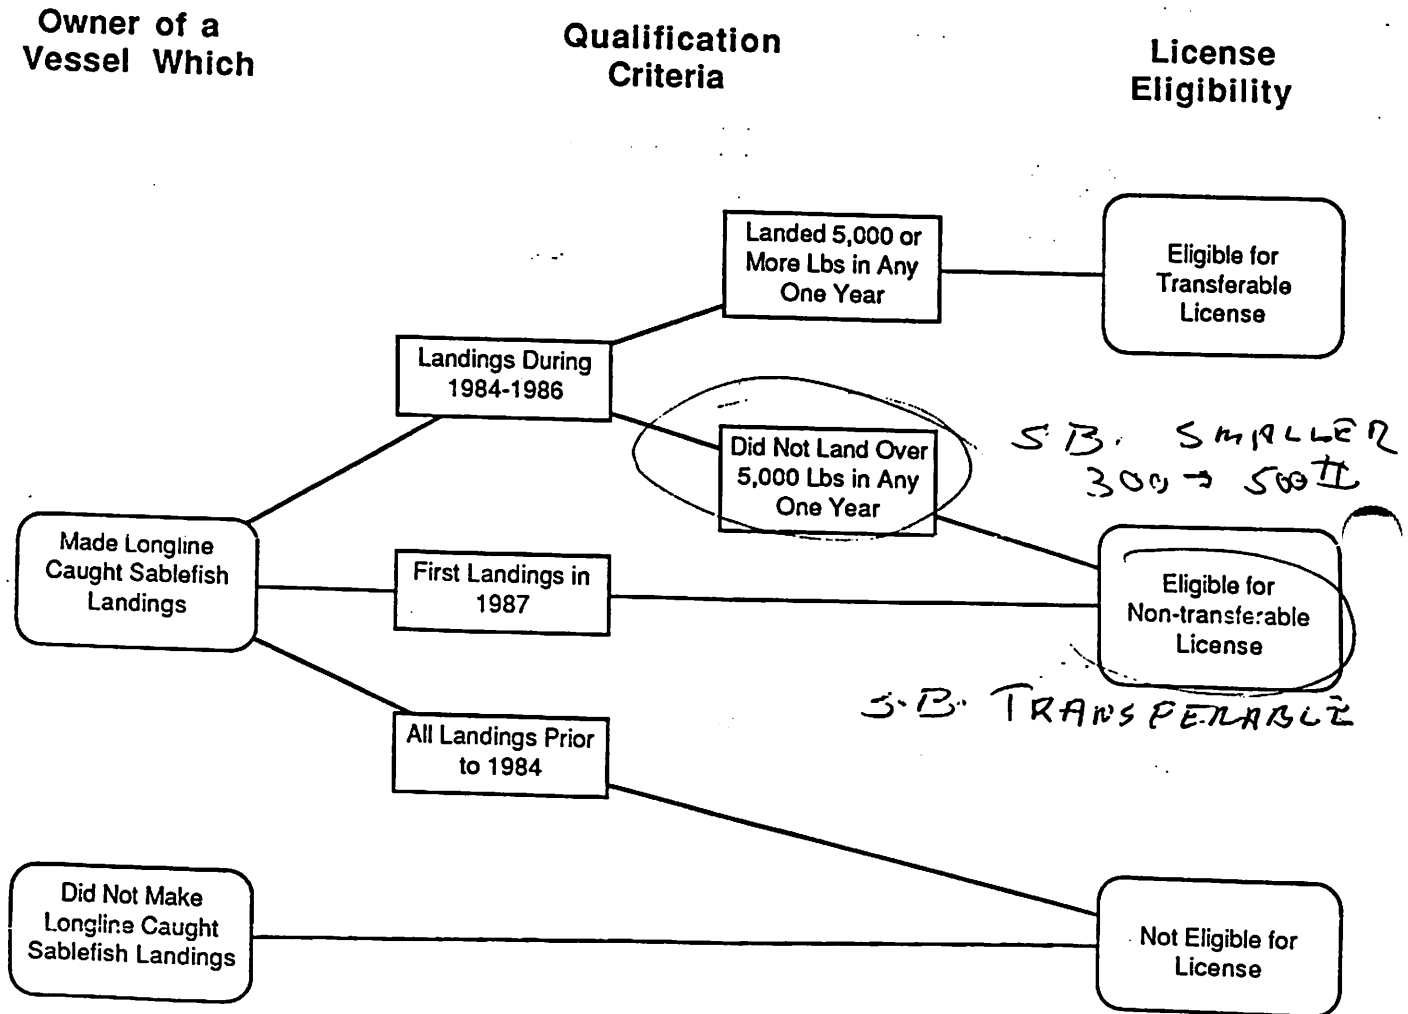 Owner of a
Vessel Which
Qualification
Criteria
License
Eligibility
Landed 5,000 or
More Lbs in Any
One Year
Eligible for
Transferable
License
Landings During
1984-1986
Did Not Land Over
5,000 Lbs in Any
One Year
S.B. SMALLER
300 → 500
Made Longline
Caught Sablefish
Landings
First Landings in
1987
Eligible for
Non-transferable
License
S.B. TRANSFERABLE
All Landings Prior
to 1984
Did Not Make
Longline Caught
Sablefish Landings
Not Eligible for
License